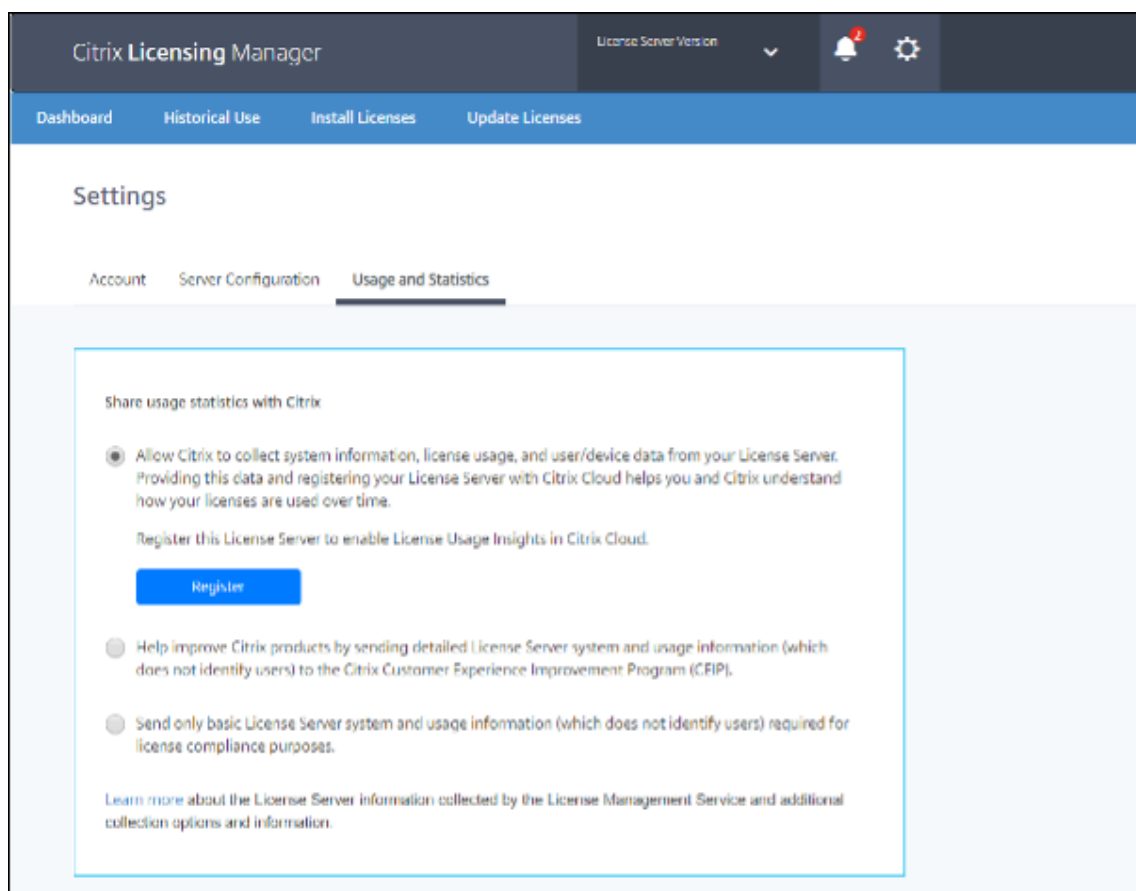 Citrix Licensing Manager
License Server Version
2
Dashboard Historical Use Install Licenses Update Licenses
Settings
Account Server Configuration Usage and Statistics
Share usage statistics with Citrix
Allow Citrix to collect system information, license usage, and user/device data from your License Server.
Providing this data and registering your License Server with Citrix Cloud helps you and Citrix understand
how your licenses are used over time.
Register this License Server to enable License Usage Insights in Citrix Cloud.
Register
Help improve Citrix products by sending detailed License Server system and usage information (which
does not identify users) to the Citrix Customer Experience Improvement Program (CEIP).
Send only basic License Server system and usage information (which does not identify users) required for
license compliance purposes.
Learn more about the License Server information collected by the License Management Service and additional
collection options and information.